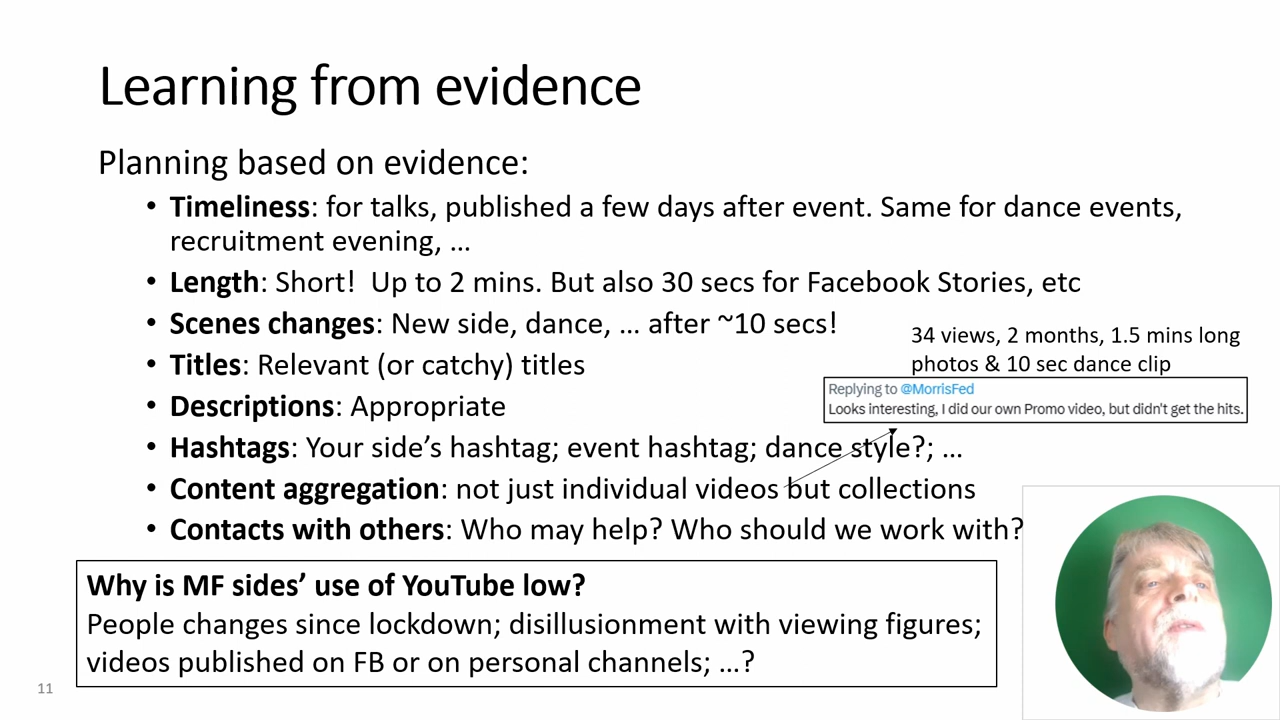 Learning from evidence
Planning based on evidence:
• Timeliness: for talks, published a few days after event. Same for dance events,
recruitment evening, …
• Length: Short!  Up to 2 mins. But also 30 secs for Facebook Stories, etc
• Scenes changes: New side, dance, … after ~10 secs!
34 views, 2 months, 1.5 mins long
photos & 10 sec dance clip
• Titles: Relevant (or catchy) titles
Replying to @MorrisFed
Looks interesting, I did our own Promo video, but didn't get the hits.
• Descriptions: Appropriate
• Hashtags: Your side’s hashtag; event hashtag; dance style?; …
• Content aggregation: not just individual videos but collections
• Contacts with others: Who may help? Who should we work with?
Why is MF sides’ use of YouTube low?
People changes since lockdown; disillusionment with viewing figures;
videos published on FB or on personal channels; …?
11